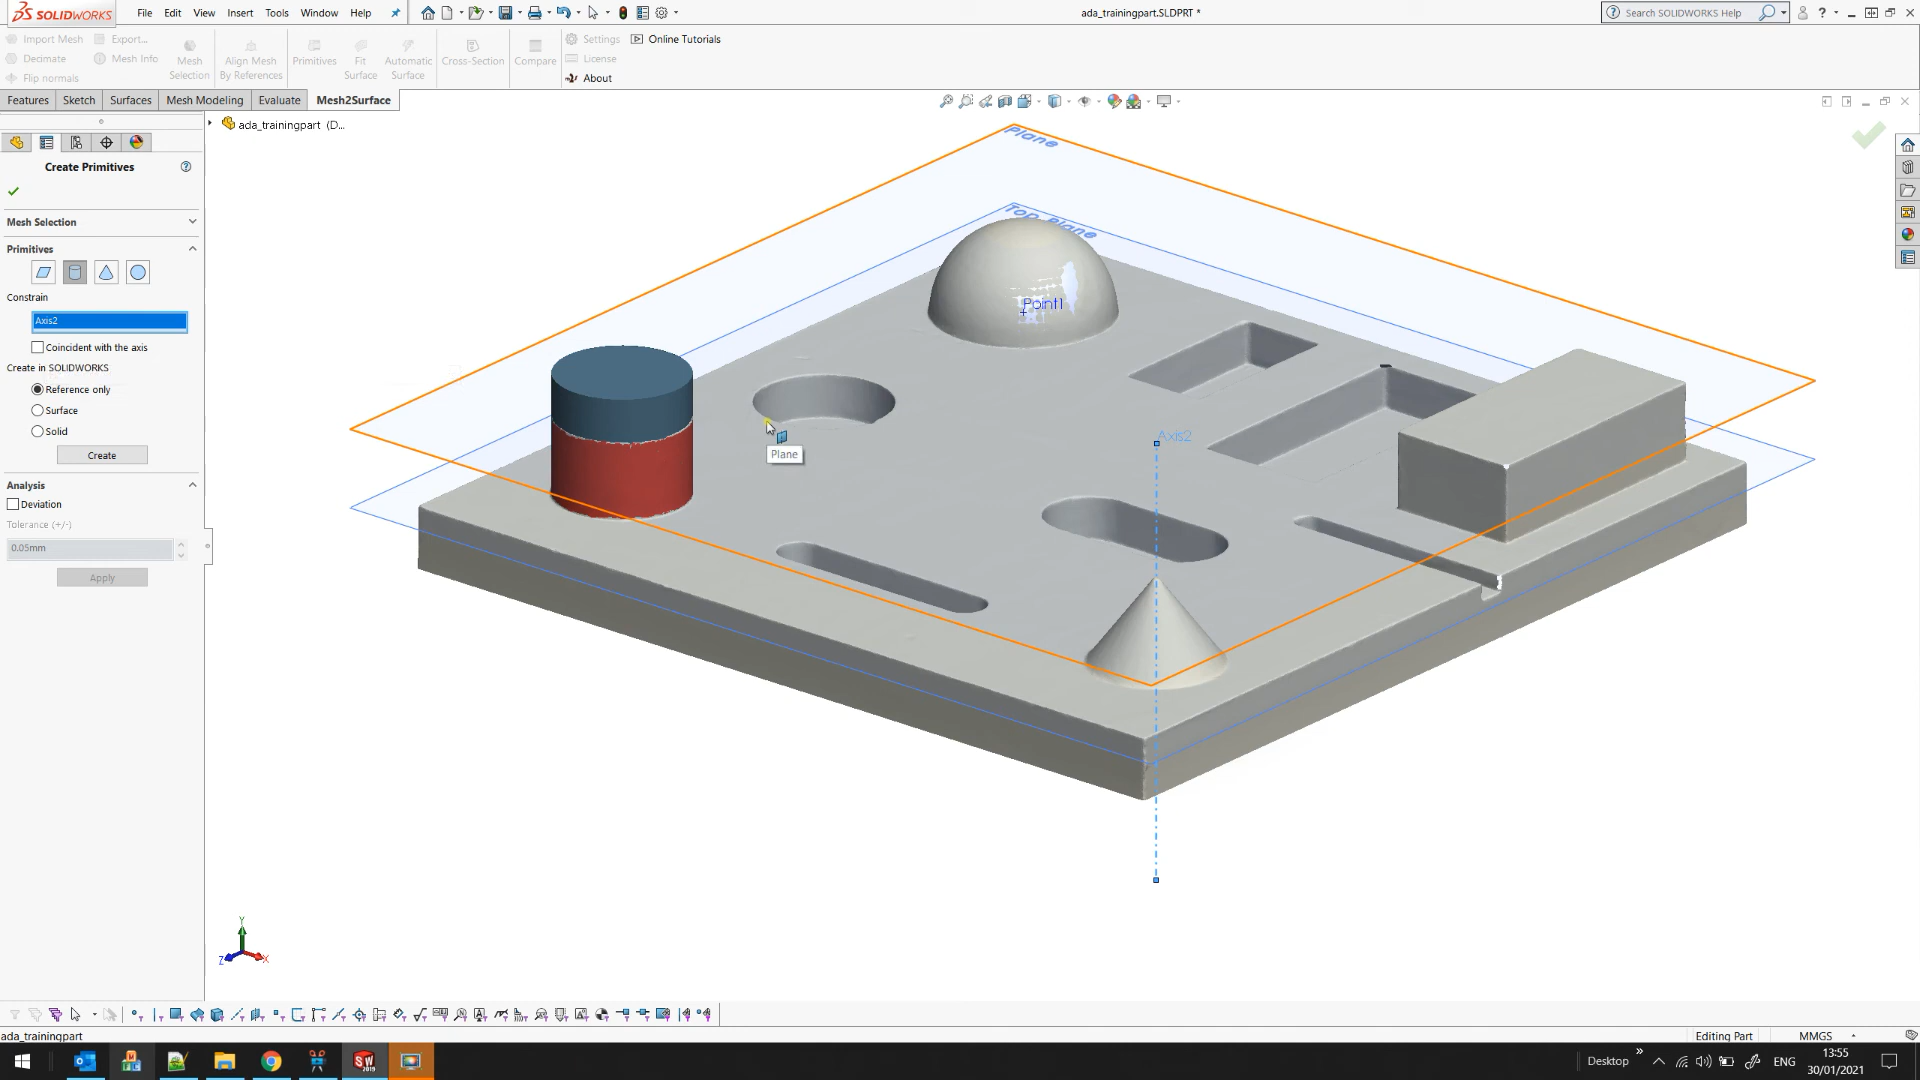 SOLIDWORKS
File Edit View Insert Tools Window Help
ada_trainingpart.SLDPRT *
Search SOLIDWORKS Help
Import Mesh
Export...
Decimate
Mesh Info
Flip normals
Mesh Selection
Align Mesh By References
Primitives
Fit Surface
Automatic Surface
Cross-Section
Compare
Settings
Online Tutorials
License
About
Features Sketch Surfaces Mesh Modeling Evaluate Mesh2Surface
ada_trainingpart (D...
Create Primitives
Mesh Selection
Primitives
Constrain
Axis2
Coincident with the axis
Create in SOLIDWORKS
Reference only
Surface
Solid
Create
Analysis
Deviation
Tolerance (+/-)
0.05mm
Apply
Plane
Top Plane
Point1
Plane
Axis2
Y
Z
X
ada_trainingpart
Editing Part
MMGS
SW
2019
Desktop
ENG
13:55
30/01/2021